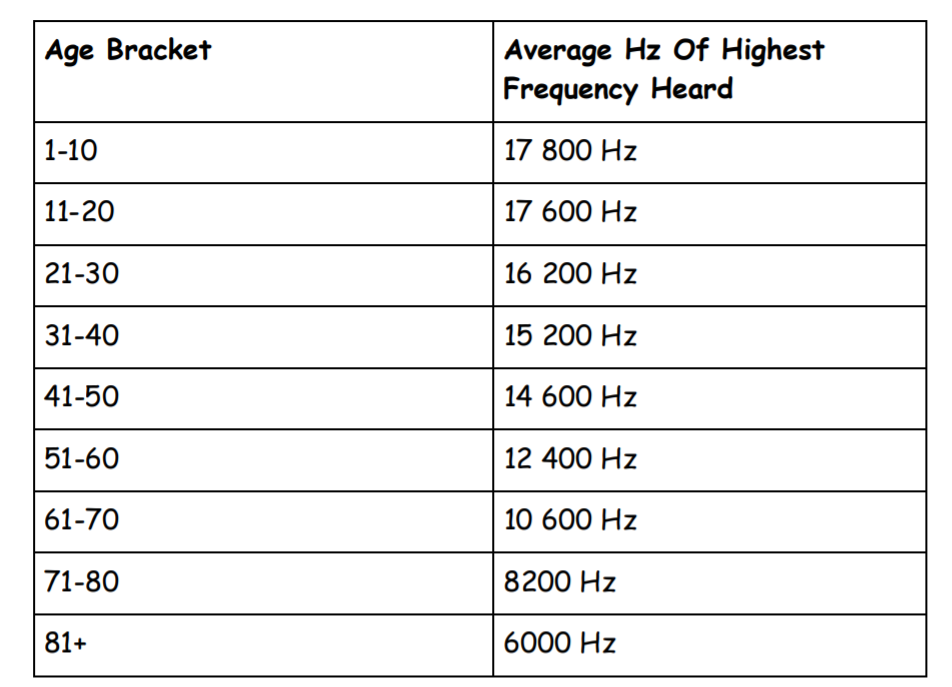 Age Bracket
Average Hz Of Highest
Frequency Heard
1-10
17 800 Hz
11-20
17 600 Hz
21-30
16 200 Hz
31-40
15 200 Hz
41-50
14 600 Hz
51-60
12 400 Hz
61-70
10 600 Hz
71-80
8200 Hz
81+
6000 Hz